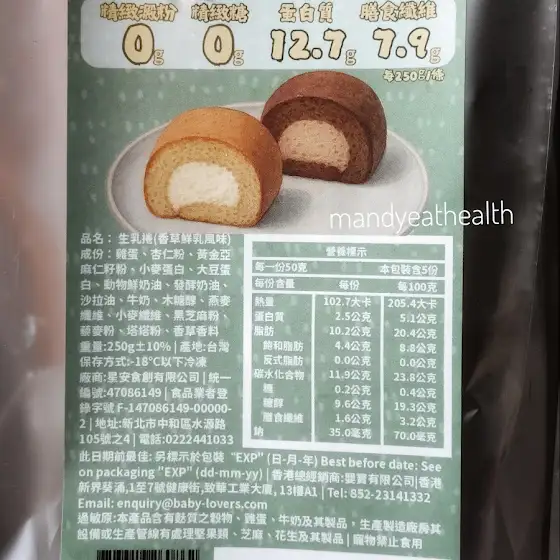 精緻澱粉 精緻糖 蛋白質 膳食纖維
0g 0g 12.7g 7.9g
每250g/條
mandyeathealth
品名： 生乳捲(香草鮮乳風味)
成份：雞蛋、杏仁粉、黃金亞
麻仁籽粉、小麥蛋白、大豆蛋
白、動物鮮奶油、發酵奶油、
沙拉油、牛奶、木糖醇、燕麥
纖維、小麥纖維、黑芝麻粉、
藜麥粉、塔塔粉、香草香料
重量:250g±10% | 產地:台灣
保存方式:-18°C以下冷凍
廠商:星安食創有限公司 | 統一
編號:47086149 | 食品業者登
錄字號 F-147086149-00000-
2 | 地址:新北市中和區水源路
105號之4 | 電話:0222441033
營養標示
每一份50克 本包裝含5份
每份含量 每份 每100克
熱量 102.7大卡 205.4大卡
蛋白質 2.5公克 5.1公克
脂肪 10.2公克 20.4公克
飽和脂肪 4.4公克 8.8公克
反式脂肪 0.0公克 0.0公克
碳水化合物 11.9公克 23.8公克
糖 0.2公克 0.4公克
糖醇 9.6公克 19.3公克
膳食纖維 1.6公克 3.2公克
鈉 35.0毫克 70.0毫克
此日期前最佳: 另標示於包裝 "EXP" (日-月-年) Best before date: See
on packaging "EXP" (dd-mm-yy) | 香港總經銷商:嬰寶有限公司|香港
新界葵涌,1至7號健康街,致華工業大廈, 13樓A1 | Tel: 852-23141332
Email: enquiry@baby-lovers.com
過敏原:本產品含有麩質之穀物、雞蛋、牛奶及其製品，生產製造廠房其
設備或生產管線有處理堅果類、芝麻、花生及其製品 | 寵物禁止食用